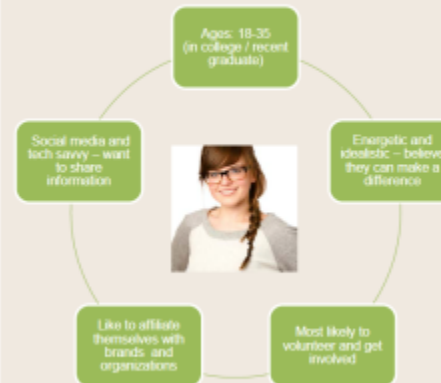 Ages: 18-35
(in college / recent
graduate)
Social media and
tech savvy – want
to share
information
Energetic and
idealistic – believe
they can make a
difference
Like to affiliate
themselves with
brands and
organizations
Most likely to
volunteer and get
involved